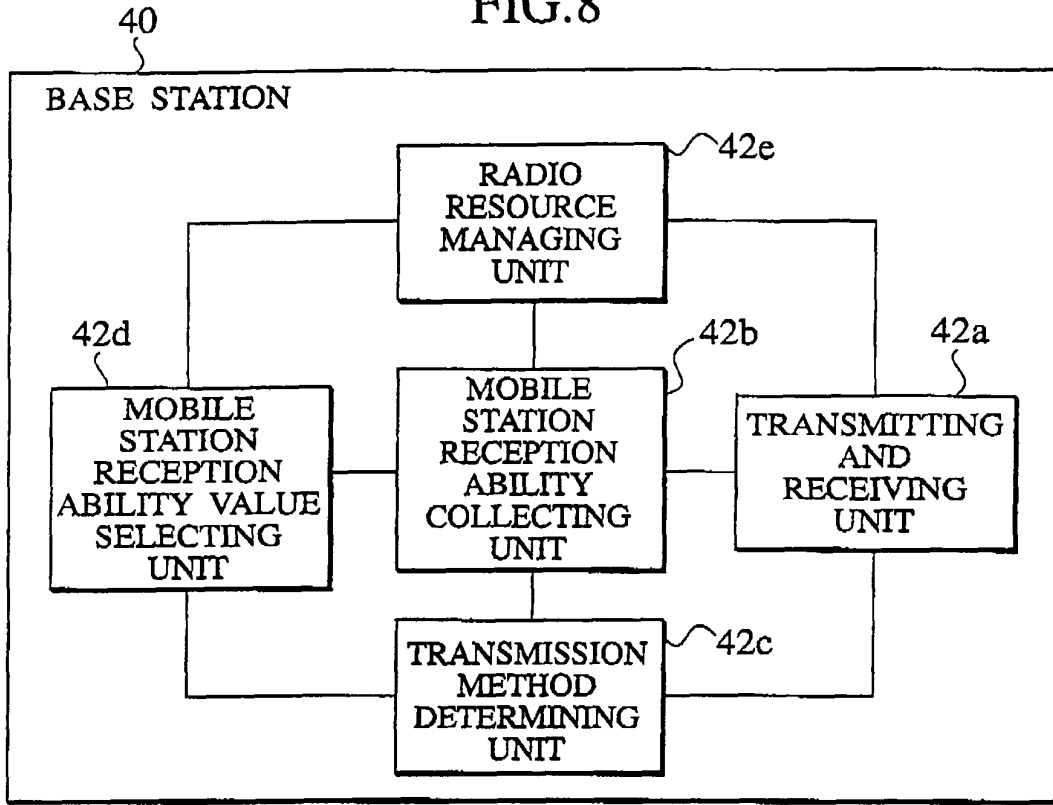 FIG.8
40
BASE STATION
42e
RADIO
RESOURCE
MANAGING
UNIT
42d
MOBILE
STATION
RECEPTION
ABILITY VALUE
SELECTING
UNIT
42b
MOBILE
STATION
RECEPTION
ABILITY
COLLECTING
UNIT
42a
TRANSMITTING
AND
RECEIVING
UNIT
42c
TRANSMISSION
METHOD
DETERMINING
UNIT